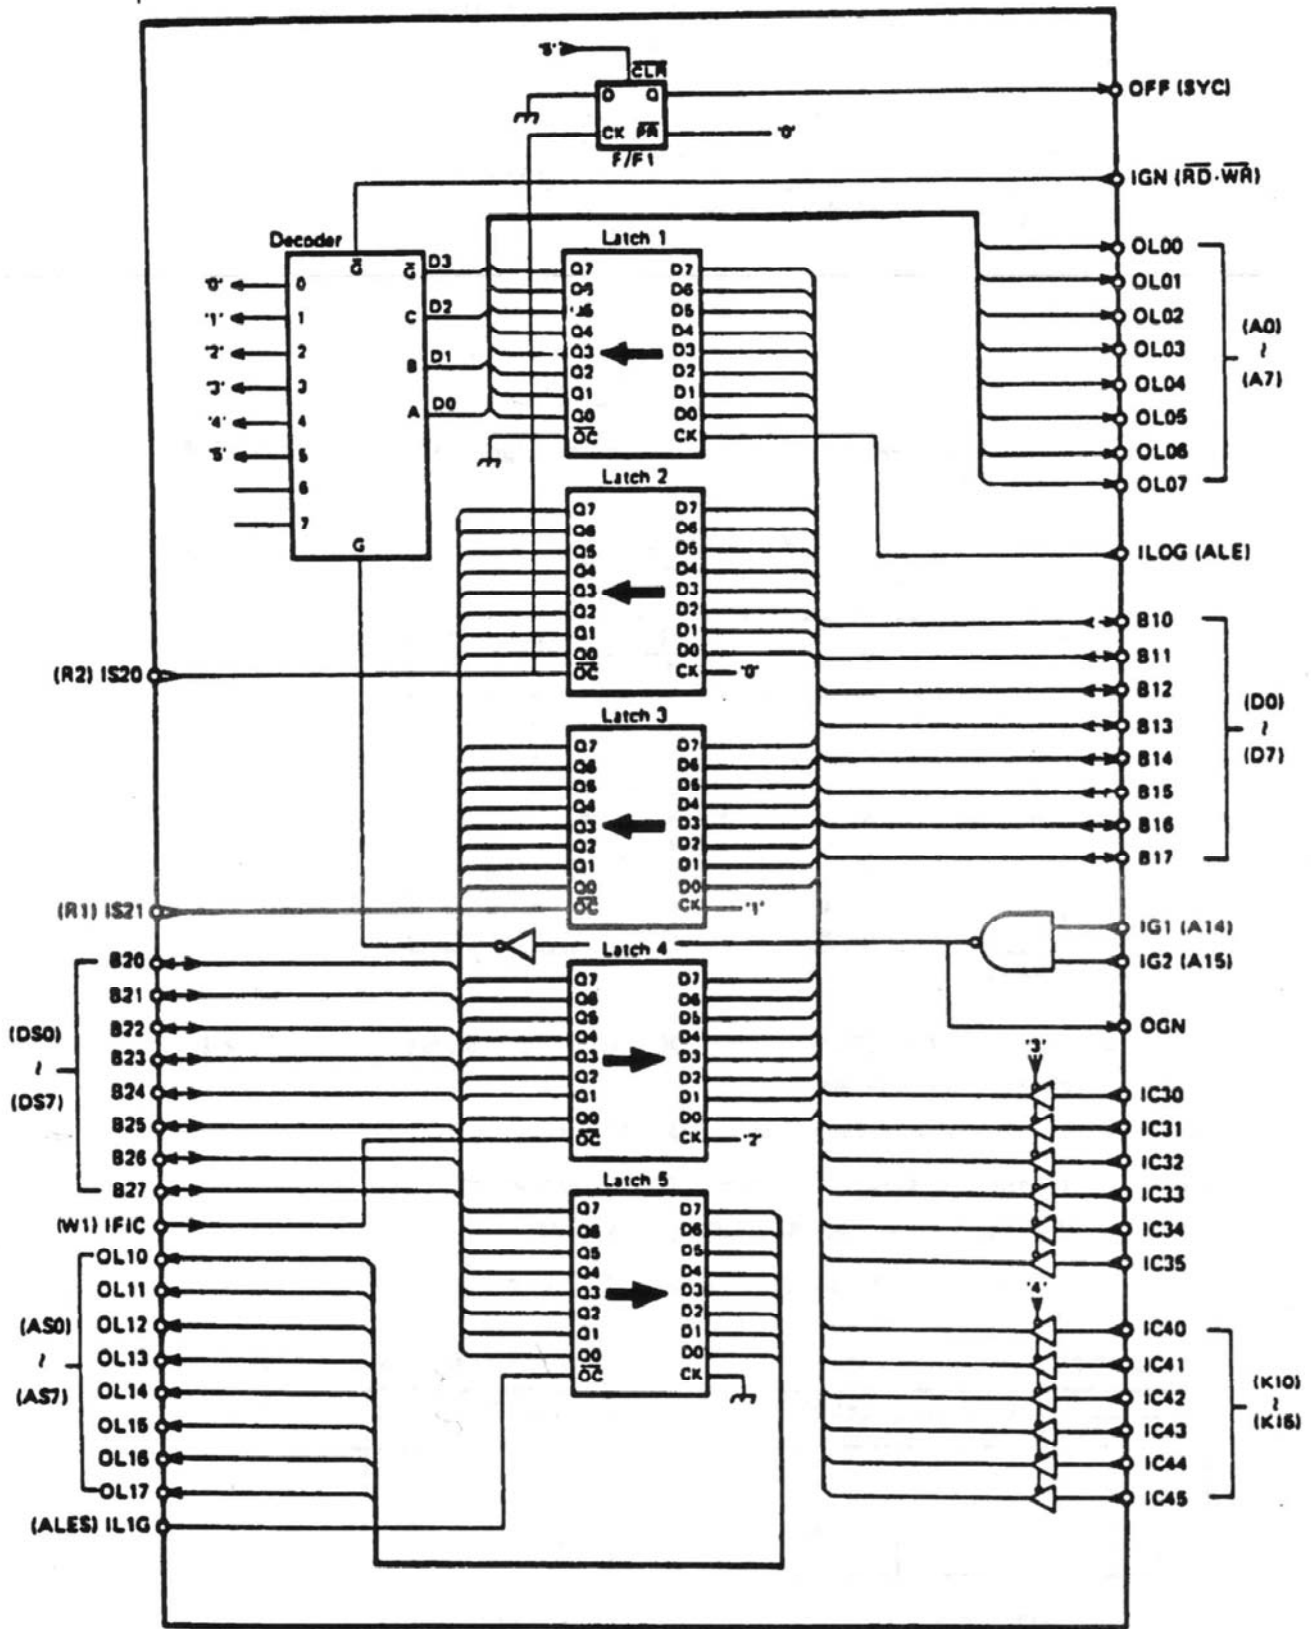 '5'
CLR
D Q
CK PR
'0'
F/F1
OFF (SYC)
IGN (RD·WR)
Decoder
G G
0 1 2 3 4 5 6 7
'0'
'1'
'2'
'3'
'4'
'5'
C
B
A
G
D3
D2
D1
D0
Latch 1
Q7 D7
Q6 D6
D5
Q4 D4
Q3 D3
Q2 D2
Q1 D1
Q0 D0
OC CK
OL00
OL01
OL02
OL03
OL04
OL05
OL06
OL07
(A0)
~
(A7)
ILOG (ALE)
Latch 2
Q7 D7
Q6 D6
Q5 D5
Q4 D4
Q3 D3
Q2 D2
Q1 D1
Q0 D0
OC CK '0'
(R2) IS20
B10
B11
B12
B13
B14
B15
B16
B17
(D0)
~
(D7)
Latch 3
Q7 D7
Q6 D6
Q5 D5
Q4 D4
Q3 D3
Q2 D2
Q1 D1
Q0 D0
OC CK '1'
(R1) IS21
IG1 (A14)
IG2 (A15)
OGN
B20
B21
B22
B23
B24
B25
B26
B27
(DS0)
~
(DS7)
Latch 4
Q7 D7
Q6 D6
Q5 D5
Q4 D4
Q3 D3
Q2 D2
Q1 D1
Q0 D0
OC CK '2'
(W1) IFIC
'3'
IC30
IC31
IC32
IC33
IC34
IC35
Latch 5
Q7 D7
Q6 D6
Q5 D5
Q4 D4
Q3 D3
Q2 D2
Q1 D1
Q0 D0
OC CK
OL10
OL11
OL12
OL13
OL14
OL15
OL16
OL17
(AS0)
~
(AS7)
(ALES) IL1G
'4'
IC40
IC41
IC42
IC43
IC44
IC45
(KI0)
~
(KI5)